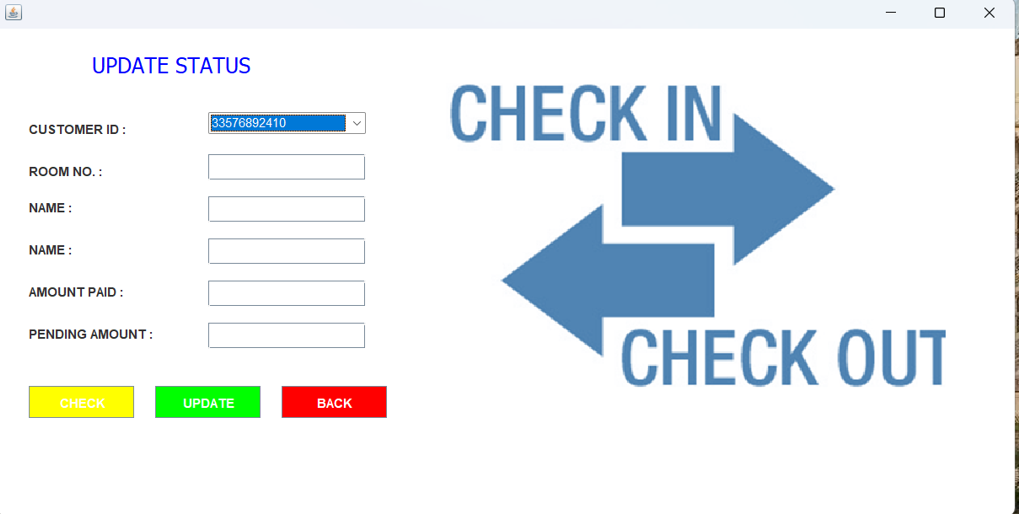 UPDATE STATUS
CUSTOMER ID :
33576892410
ROOM NO. :
NAME :
NAME :
AMOUNT PAID :
PENDING AMOUNT :
CHECK
UPDATE
BACK
CHECK IN
CHECK OUT